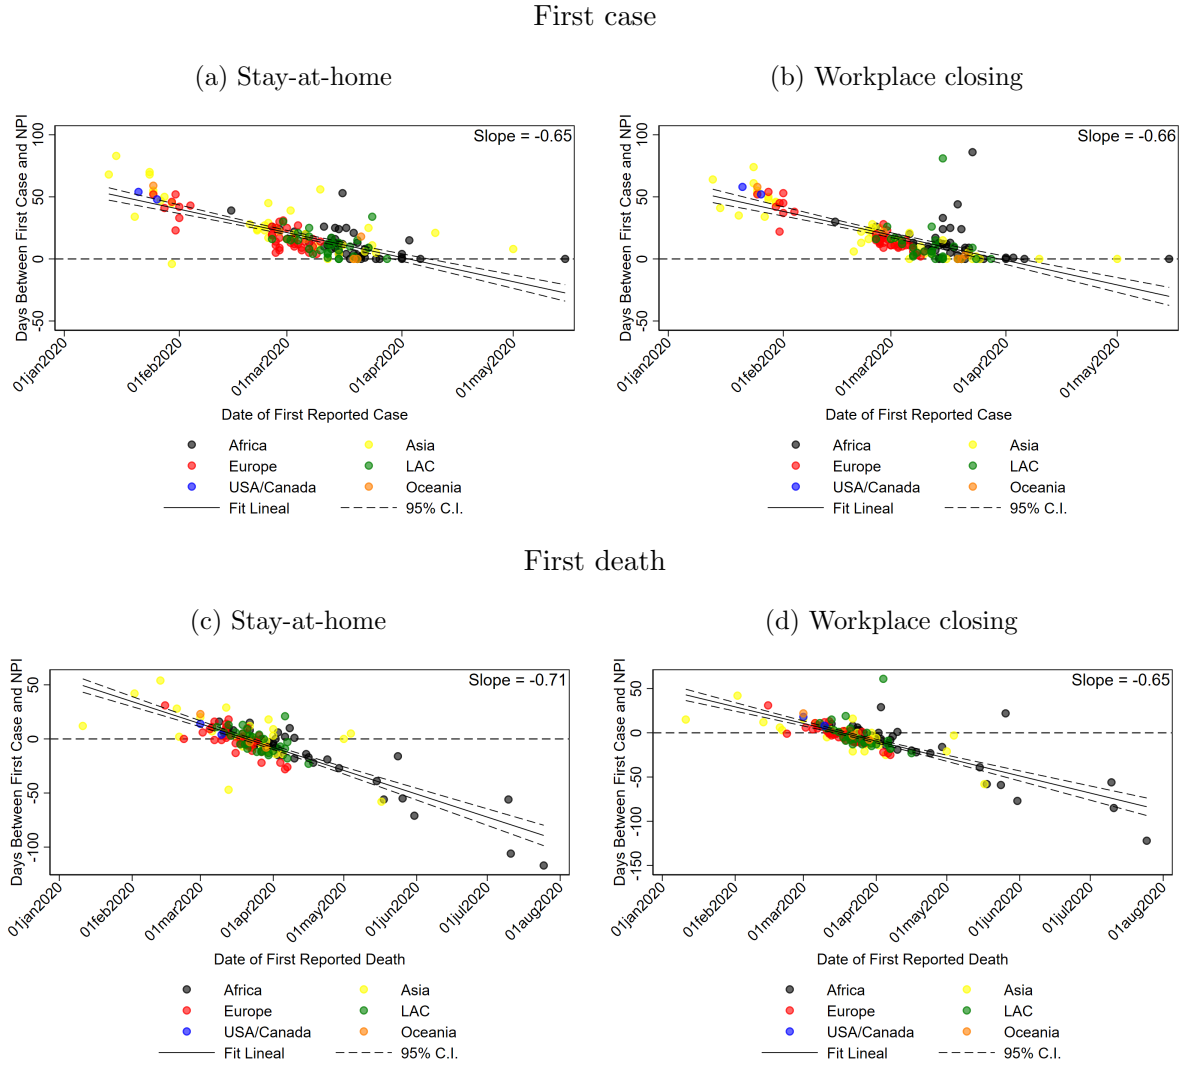 First case
(a) Stay-at-home
Days Between First Case and NPI
100
50
0
-50
Slope = -0.65
01jan2020
01feb2020
01mar2020
01apr2020
01may2020
Date of First Reported Case
Africa
Asia
Europe
LAC
USA/Canada
Oceania
Fit Lineal
95% C.I.
(b) Workplace closing
Days Between First Case and NPI
100
50
0
-50
Slope = -0.66
01jan2020
01feb2020
01mar2020
01apr2020
01may2020
Date of First Reported Case
Africa
Asia
Europe
LAC
USA/Canada
Oceania
Fit Lineal
95% C.I.
First death
(c) Stay-at-home
Days Between First Case and NPI
50
0
-50
-100
Slope = -0.71
01jan2020
01feb2020
01mar2020
01apr2020
01may2020
01jun2020
01jul2020
01aug2020
Date of First Reported Death
Africa
Asia
Europe
LAC
USA/Canada
Oceania
Fit Lineal
95% C.I.
(d) Workplace closing
Days Between First Case and NPI
50
0
-50
-100
-150
Slope = -0.65
01jan2020
01feb2020
01mar2020
01apr2020
01may2020
01jun2020
01jul2020
01aug2020
Date of First Reported Death
Africa
Asia
Europe
LAC
USA/Canada
Oceania
Fit Lineal
95% C.I.